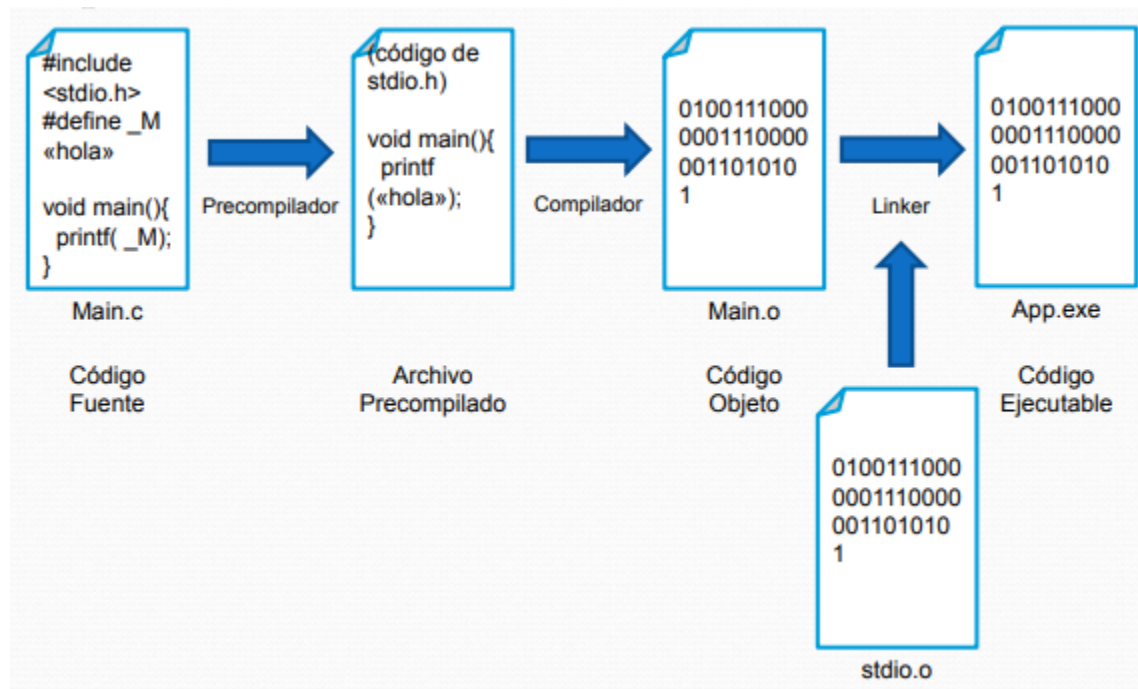 #include
<stdio.h>
#define _M
«hola»
void main(){
printf( _M);
}
Main.c
Código
Fuente
Precompilador
(código de
stdio.h)
void main(){
printf
(«hola»);
}
Archivo
Precompilado
Compilador
0100111000
0001110000
001101010
1
Main.o
Código
Objeto
Linker
0100111000
0001110000
001101010
1
App.exe
Código
Ejecutable
0100111000
0001110000
001101010
1
stdio.o